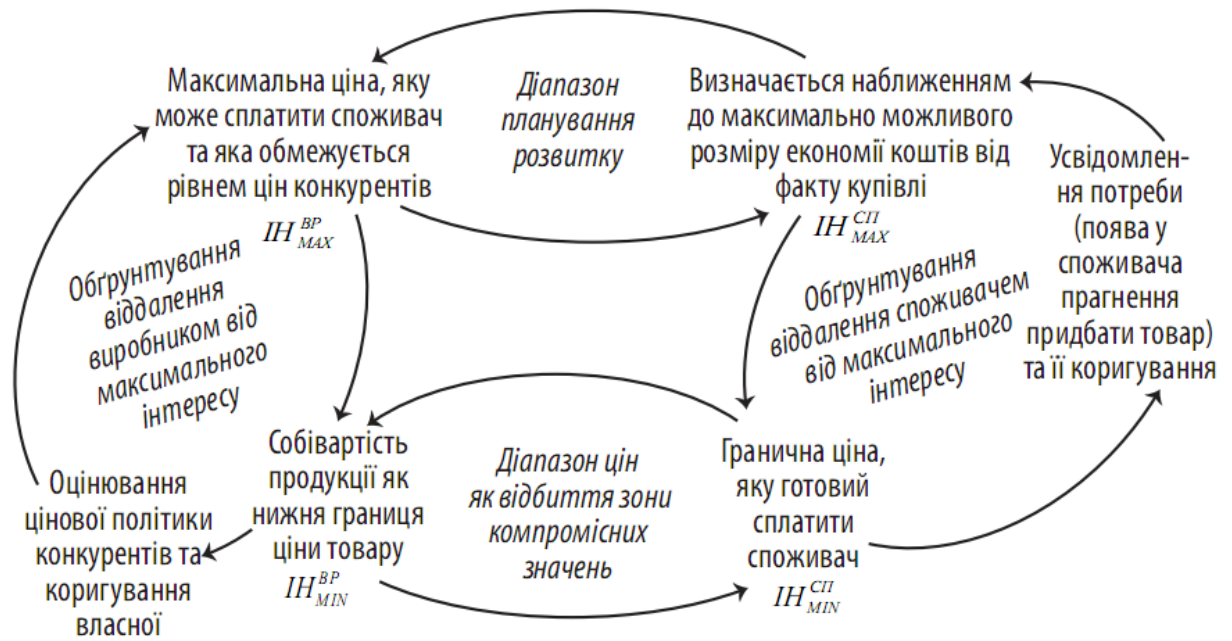 Максимальна ціна, яку
може сплатити споживач
та яка обмежується
рівнем цін конкурентів
IH BP MAX
Діапазон
планування
розвитку
Визначається наближенням
до максимально можливого
розміру економії коштів від
факту купівлі
IH СП MAX
Усвідомлен-
ня потреби
(поява у
споживача
прагнення
придбати товар)
та її коригування
Обґрунтування
віддалення
виробником від
максимального
інтересу
Обґрунтування
віддалення споживачем
від максимального
інтересу
Собівартість
продукції як
нижня границя
ціни товару
IH BP MIN
Діапазон цін
як відбиття зони
компромісних
значень
Гранична ціна,
яку готовий
сплатити
споживач
IH СП MIN
Оцінювання
цінової політики
конкурентів та
коригування
власної